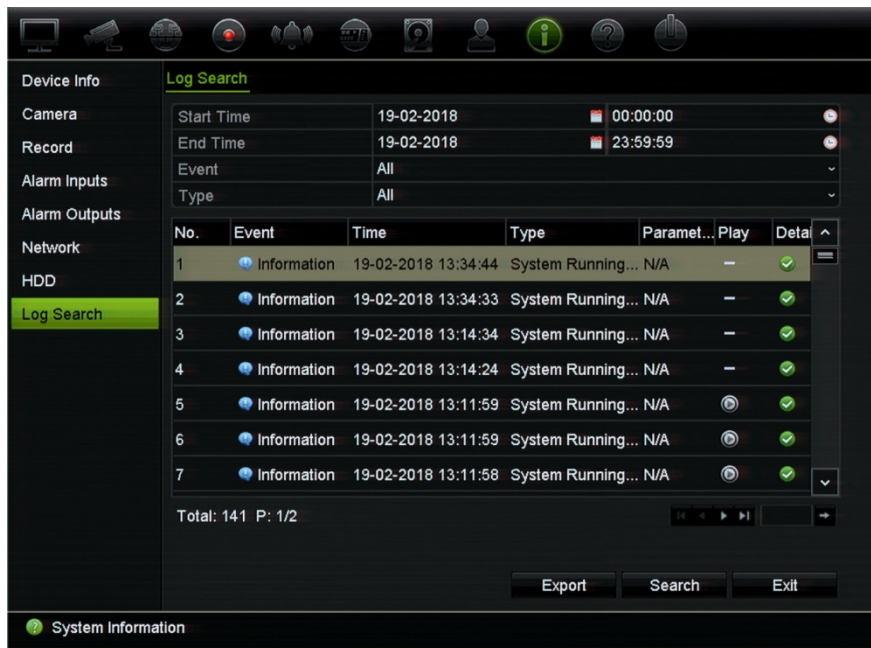 Device Info
Log Search
Camera
Start Time 19-02-2018 00:00:00
Record
End Time 19-02-2018 23:59:59
Alarm Inputs
Event All
Type All
Alarm Outputs
No. Event Time Type Paramet... Play Detai
Network
HDD
1 Information 19-02-2018 13:34:44 System Running... N/A
Log Search
2 Information 19-02-2018 13:34:33 System Running... N/A
3 Information 19-02-2018 13:14:34 System Running... N/A
4 Information 19-02-2018 13:14:24 System Running... N/A
5 Information 19-02-2018 13:11:59 System Running... N/A
6 Information 19-02-2018 13:11:59 System Running... N/A
7 Information 19-02-2018 13:11:58 System Running... N/A
Total: 141 P: 1/2
Export Search Exit
System Information